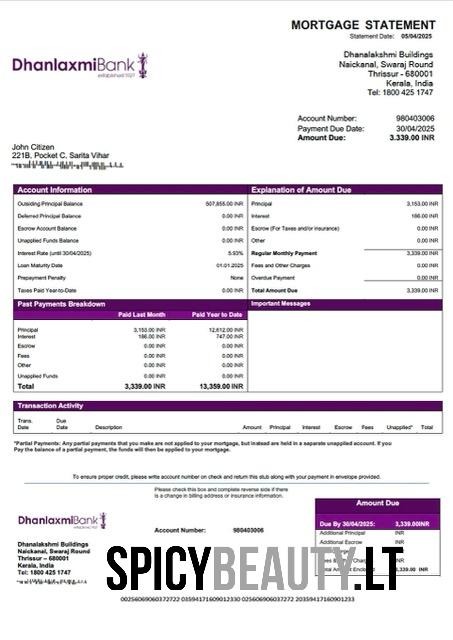 MORTGAGE STATEMENT
Statement Date: 05/04/2025
DhanlaxmiBank
established 1927
Dhanalakshmi Buildings
Naickanal, Swaraj Round
Thrissur - 680001
Kerala, India
Tel: 1800 425 1747
Account Number: 980403006
Payment Due Date: 30/04/2025
Amount Due: 3.339.00 INR
John Citizen
221B, Pocket C, Sarita Vihar
Account Information
Outsiding Principal Balance 507,855.00 INR
Deferred Principal Balance 0.00 INR
Escrow Account Balance 0.00 INR
Unapplied Funds Balance 0.00 INR
Interest Rate (until 30/04/2025) 5.93%
Loan Maturity Date 01.01.2025
Prepayment Penalty None
Taxes Paid Year-to-Date 0.00 INR
Explanation of Amount Due
Principal 3,153.00 INR
Interest 186.00 INR
Escrow (For Taxes and/or insurance) 0.00 INR
Other 0.00 INR
Regular Monthly Payment 3,339.00 INR
Fees and Other Charges 0.00 INR
Overdue Payment 0.00 INR
Total Amount Due 3,339.00 INR
Past Payments Breakdown
Paid Last Month Paid Year to Date
Principal 3,153.00 INR 12,612.00 INR
Interest 186.00 INR 747.00 INR
Escrow 0.00 INR 0.00 INR
Fees 0.00 INR 0.00 INR
Other 0.00 INR 0.00 INR
Unapplied Funds 0.00 INR 0.00 INR
Total 3,339.00 INR 13,359.00 INR
Important Messages
Transaction Activity
Trans. Date Due Date Description Amount Principal Interest Escrow Fees Unapplied* Total
*Partial Payments: Any partial payments that you make are not applied to your mortgage, but instead are held in a separate unapplied account. If you
Pay the balance of a partial payment, the funds will then be applied to your mortgage.
To ensure proper credit, please write account number on check and return this stub along with your payment in envelope provided.
Please check this box and complete reverse side if there
is a change in billing address or insurance information.
DhanlaxmiBank
Account Number: 980403006
Dhanalakshmi Buildings
Naickanal, Swaraj Round
Thrissur – 680001
Kerala, India
Tel: 1800 425 1747
Amount Due
Due By 30/04/2025: 3,339.00INR
Additional Principal INR
Additional Escrow INR
SPICYBEAUTY.LT